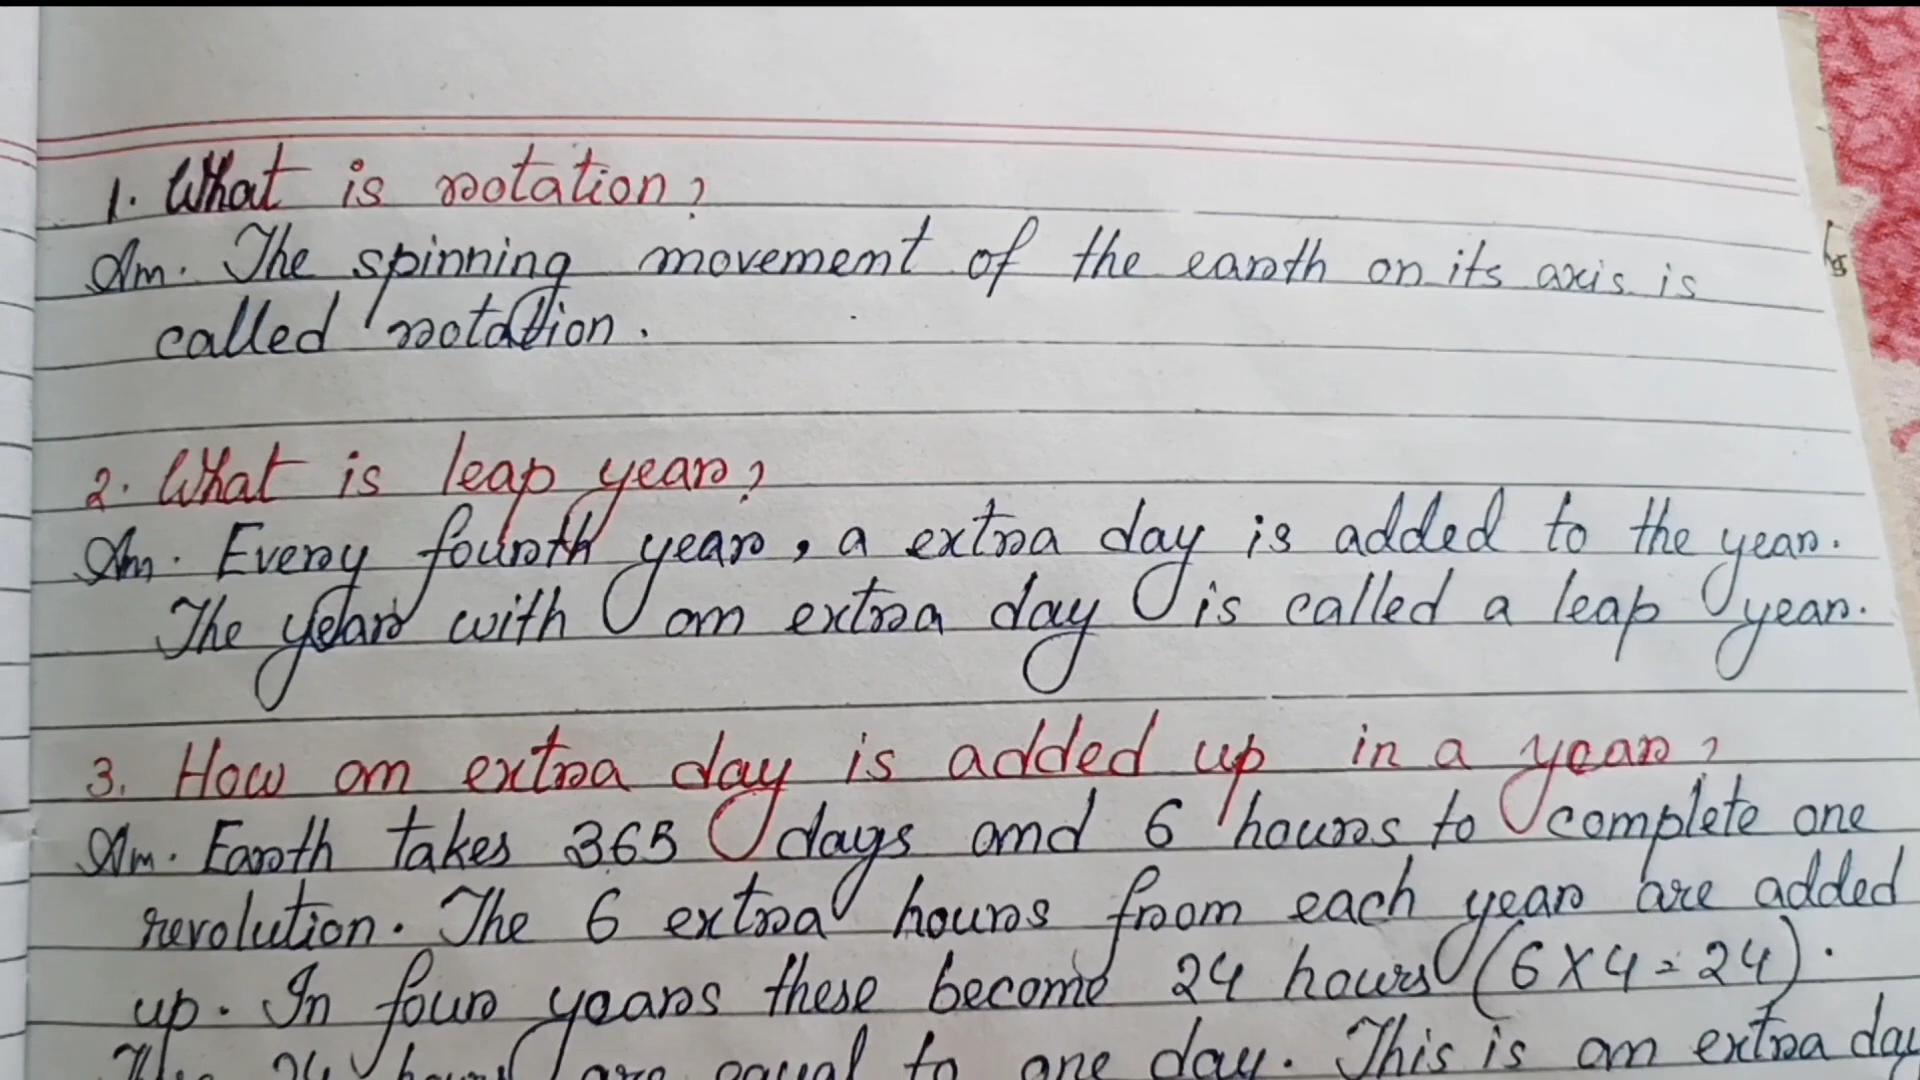 1. What is rotation?
Ans. The spinning movement of the earth on its axis is
called rotation.
2. What is leap year?
Ans. Every fourth year, a extra day is added to the year.
The year with an extra day is called a leap year.
3. How an extra day is added up in a year?
Ans. Earth takes 365 days and 6 hours to complete one
revolution. The 6 extra hours from each year are added
up. In four years these become 24 hours (6X4=24).
24 hours are equal to one day. This is an extra day